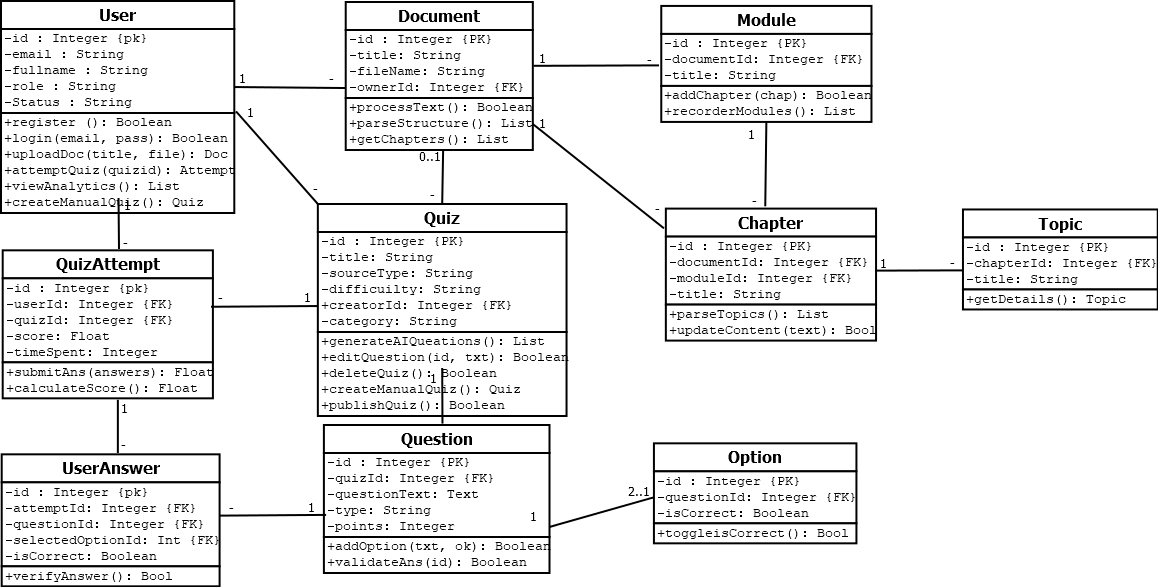 User
-id : Integer {pk}
-email : String
-fullname : String
-role : String
-Status : String
+register (): Boolean
+login(email, pass): Boolean
+uploadDoc(title, file): Doc
+attemptQuiz(quizid): Attempt
+viewAnalytics(): List
+createManualQuiz(): Quiz
1
-
1
-
1
-
Document
-id : Integer {PK}
-title: String
-fileName: String
-ownerId: Integer {FK}
+processText(): Boolean
+parseStructure(): List
+getChapters(): List
1
-
1
-
0..1
-
Module
-id : Integer {PK}
-documentId: Integer {FK}
-title: String
+addChapter(chap): Boolean
+recorderModules(): List
1
-
QuizAttempt
-id : Integer {pk}
-userId: Integer {FK}
-quizId: Integer {FK}
-score: Float
-timeSpent: Integer
+submitAns(answers): Float
+calculateScore(): Float
-
1
1
-
Quiz
-id : Integer {PK}
-title: String
-sourceType: String
-difficuilty: String
+creatorId: Integer {FK}
-category: String
+generateAIQueations(): List
+editQuestion(id, txt): Boolean
+deleteQuiz(): Boolean
+createManualQuiz(): Quiz
+publishQuiz(): Boolean
1
Chapter
-id : Integer {PK}
-documentId: Integer {FK}
-moduleId: Integer {FK}
-title: String
+parseTopics(): List
+updateContent(text): Bool
1
-
Topic
-id : Integer {PK}
-chapterId: Integer {FK}
-title: String
+getDetails(): Topic
UserAnswer
-id : Integer {pk}
-attemptId: Integer {FK}
-questionId: Integer {FK}
-selectedOptionId: Int {FK}
-isCorrect: Boolean
+verifyAnswer(): Bool
-
1
Question
-id : Integer {PK}
-quizId: Integer {FK}
-questionText: Text
-type: String
-points: Integer
+addOption(txt, ok): Boolean
+validateAns(id): Boolean
1
2..1
Option
-id : Integer {PK}
-questionId: Integer {FK}
-isCorrect: Boolean
+toggleisCorrect(): Bool